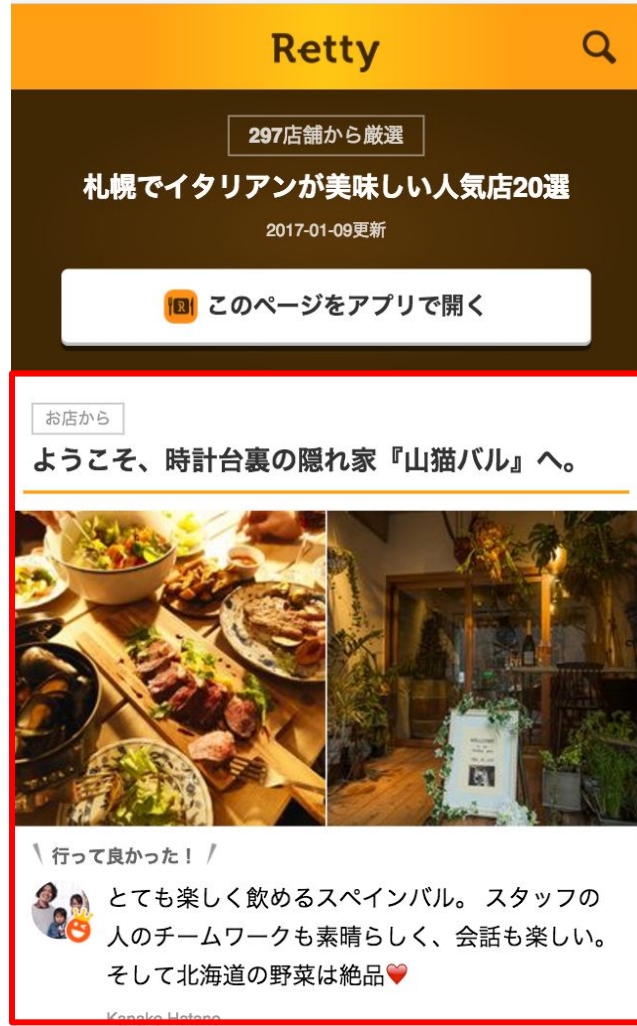 Retty
297店舗から厳選
札幌でイタリアンが美味しい人気店20選
2017-01-09更新
このページをアプリで開く
お店から
ようこそ、時計台裏の隠れ家『山猫バル』へ。
行って良かった！
とても楽しく飲めるスペインバル。 スタッフの
人のチームワークも素晴らしく、会話も楽しい。
そして北海道の野菜は絶品❤️
Kanako Hatano